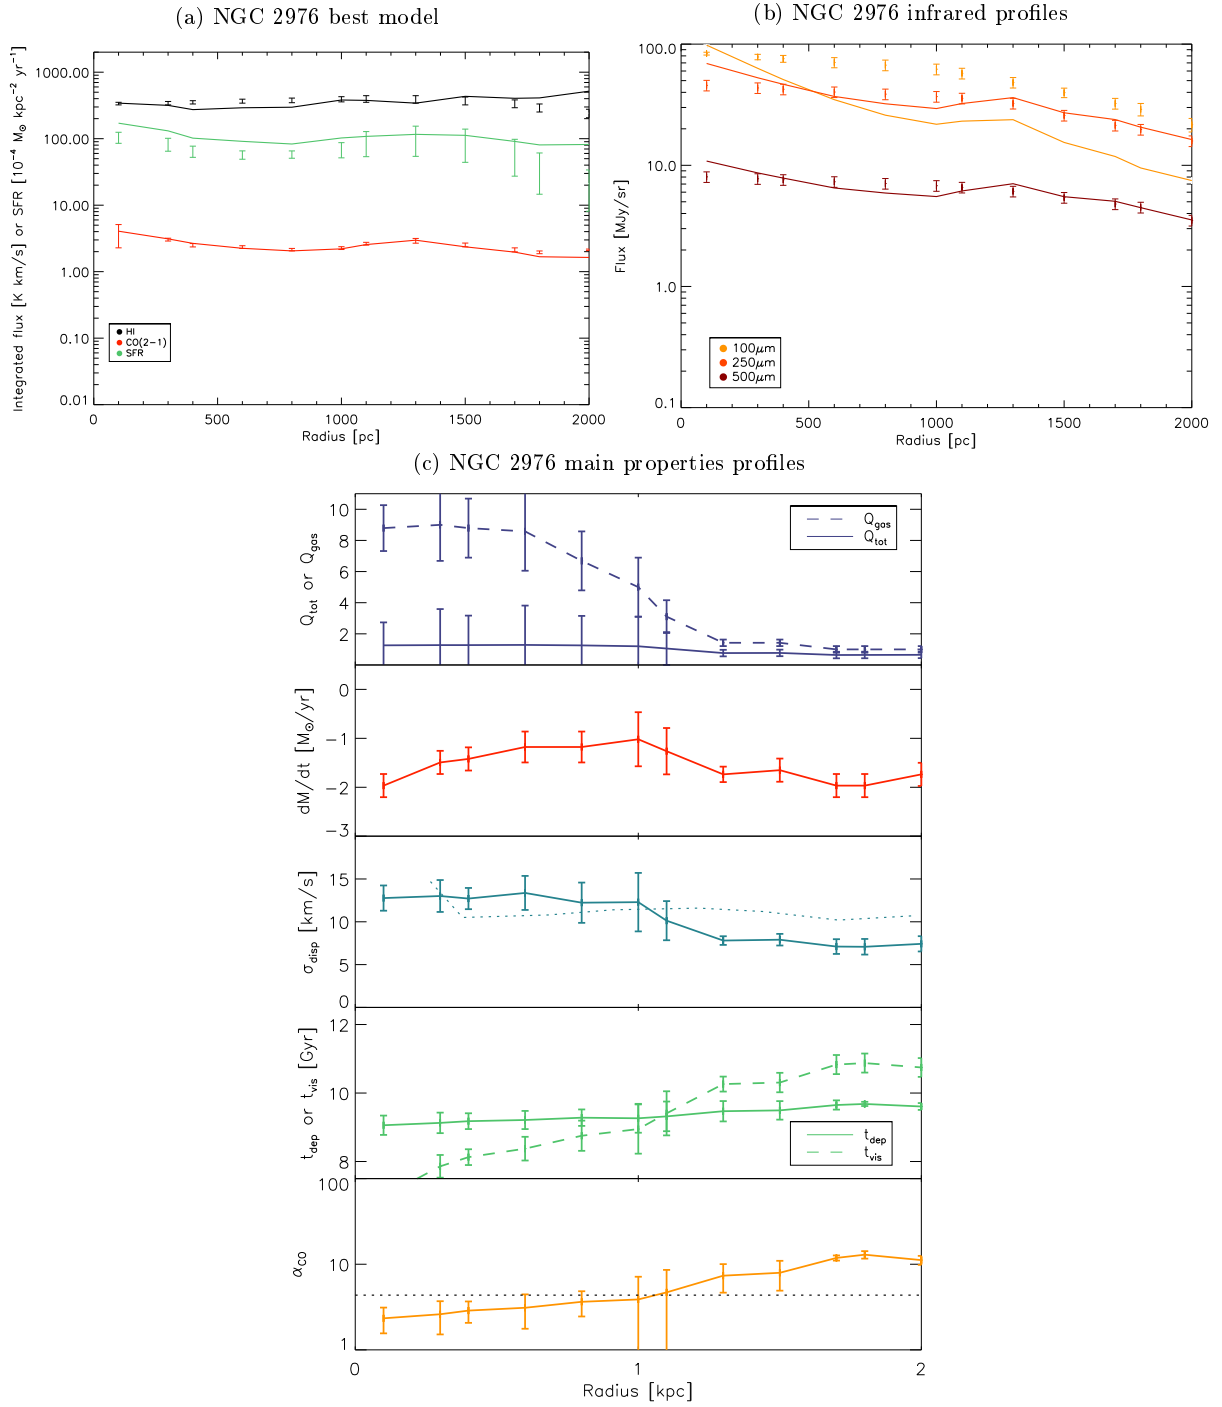 (a) NGC 2976 best model
Integrated flux [K km/s] or SFR [10⁻⁴ M⊙ kpc⁻² yr⁻¹]
1000.00
100.00
10.00
1.00
0.10
0.01
HI
CO(2−1)
SFR
0 500 1000 1500 2000
Radius [pc]
(b) NGC 2976 infrared profiles
Flux [MJy/sr]
100.0
10.0
1.0
0.1
100μm
250μm
500μm
0 500 1000 1500 2000
Radius [pc]
(c) NGC 2976 main properties profiles
Q_tot or Q_gas
10
8
6
4
2
Q_gas
Q_tot
dM/dt [M⊙/yr]
0
−1
−2
−3
σ_disp [km/s]
15
10
5
0
t_dep or t_vis [Gyr]
12
10
8
t_dep
t_vis
α_CO
100
10
1
0 1 2
Radius [kpc]